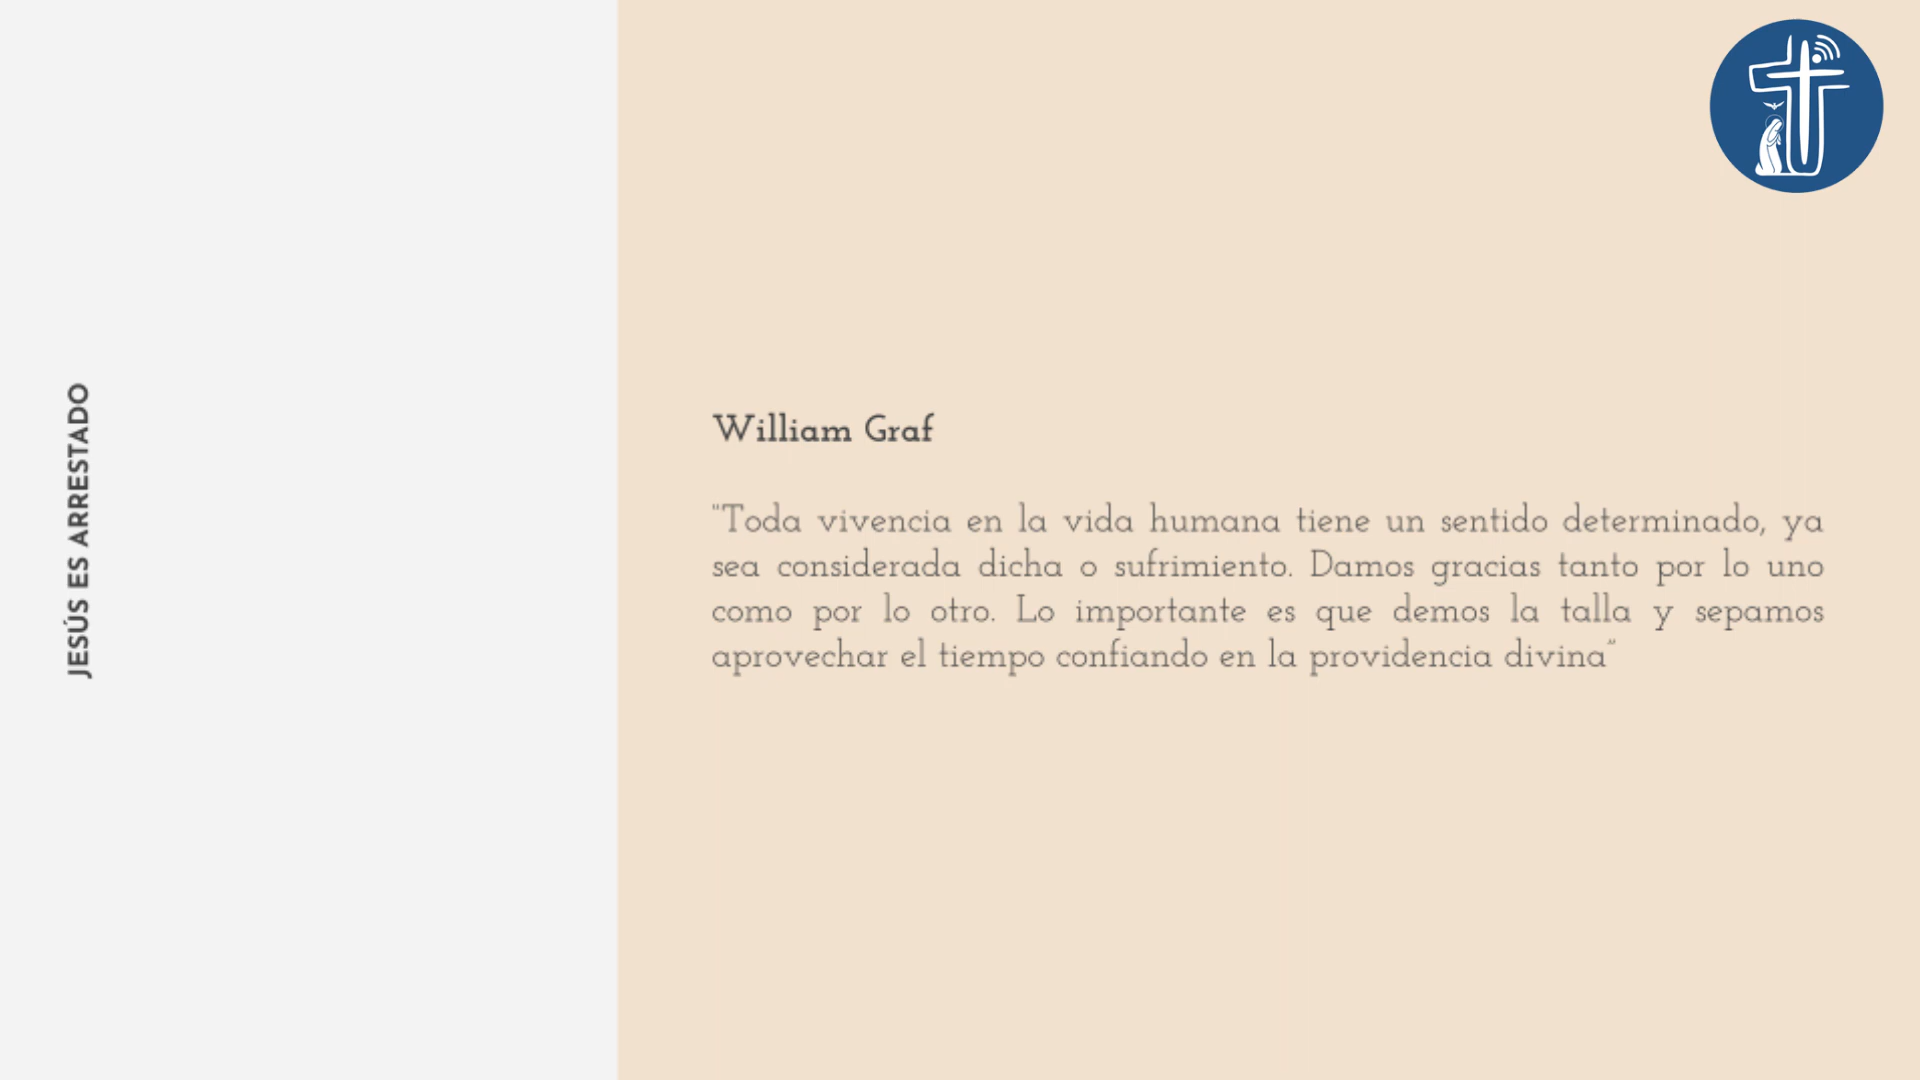 JESÚS ES ARRESTADO
William Graf
"Toda vivencia en la vida humana tiene un sentido determinado, ya
sea considerada dicha o sufrimiento. Damos gracias tanto por lo uno
como por lo otro. Lo importante es que demos la talla y sepamos
aprovechar el tiempo confiando en la providencia divina"